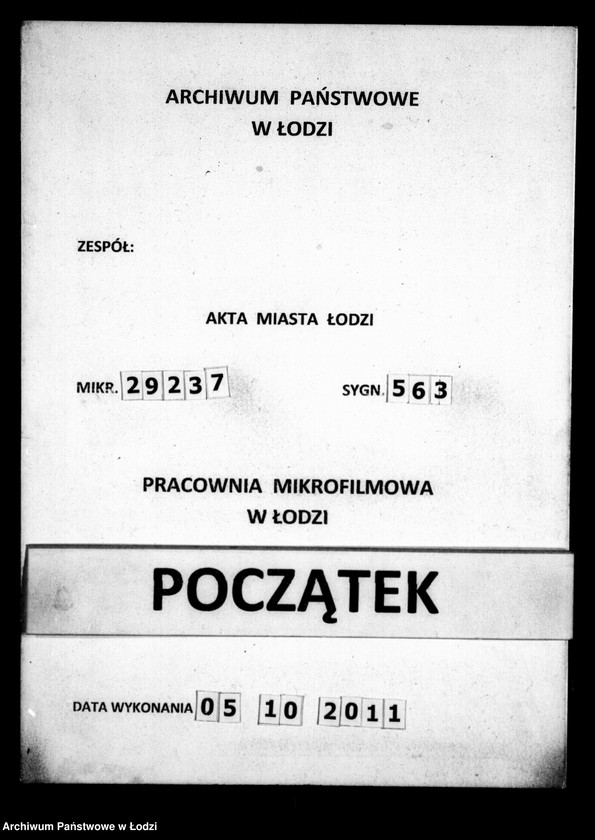 ARCHIWUM PAŃSTWOWE
W ŁODZI
ZESPÓŁ:
AKTA MIASTA ŁODZI
MIKR. 29237 SYGN. 563
PRACOWNIA MIKROFILMOWA
W ŁODZI
POCZĄTEK
DATA WYKONANIA 05 10 2011
Archiwum Państwowe w Łodzi